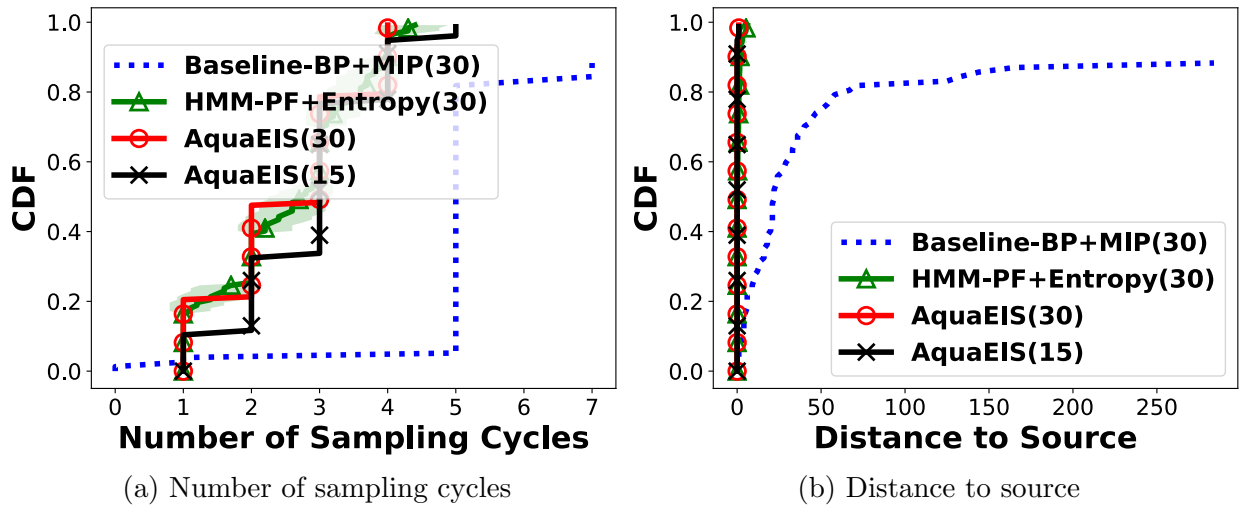 1.0
0.8
0.6
0.4
0.2
0.0
CDF
Baseline-BP+MIP(30)
HMM-PF+Entropy(30)
AquaEIS(30)
AquaEIS(15)
0 1 2 3 4 5 6 7
Number of Sampling Cycles
(a) Number of sampling cycles
1.0
0.8
0.6
0.4
0.2
0.0
CDF
Baseline-BP+MIP(30)
HMM-PF+Entropy(30)
AquaEIS(30)
AquaEIS(15)
0 50 100 150 200 250
Distance to Source
(b) Distance to source